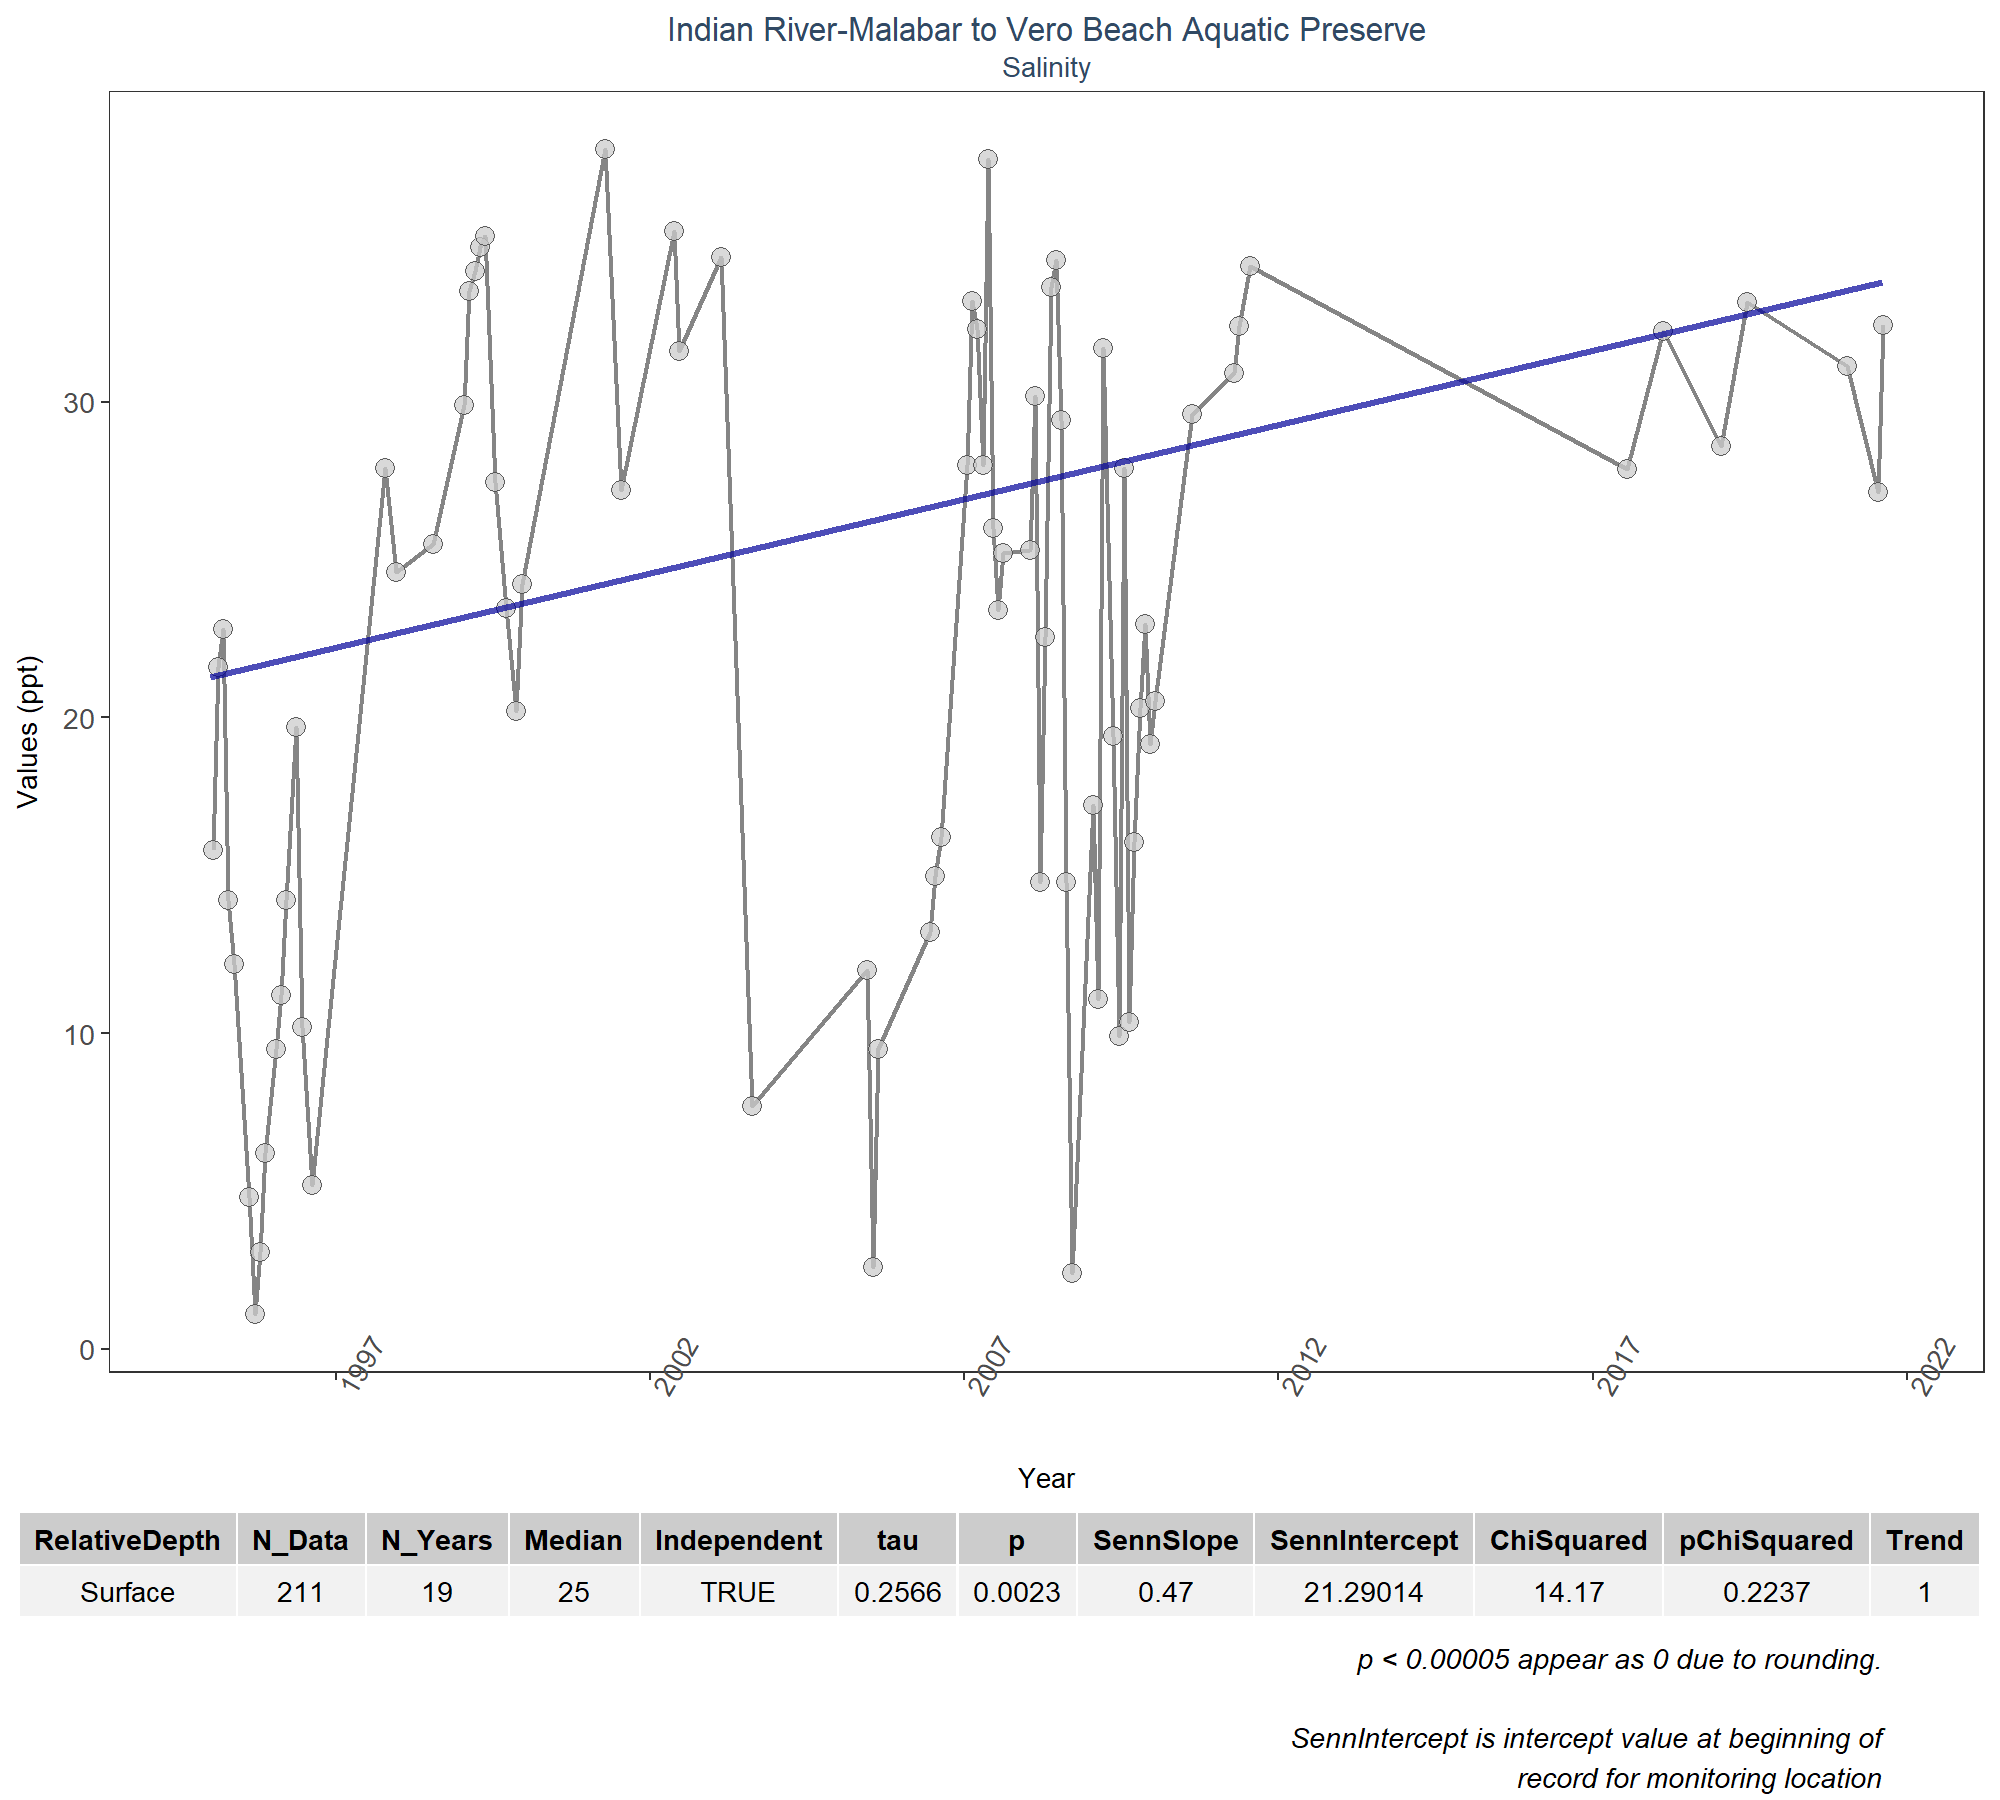 Indian River-Malabar to Vero Beach Aquatic Preserve
Salinity
Values (ppt)
30
20
10
0
1997
2002
2007
2012
2017
2022
Year
RelativeDepth N_Data N_Years Median Independent tau p SennSlope SennIntercept ChiSquared pChiSquared Trend
Surface 211 19 25 TRUE 0.2566 0.0023 0.47 21.29014 14.17 0.2237 1
p < 0.00005 appear as 0 due to rounding.
SennIntercept is intercept value at beginning of
record for monitoring location